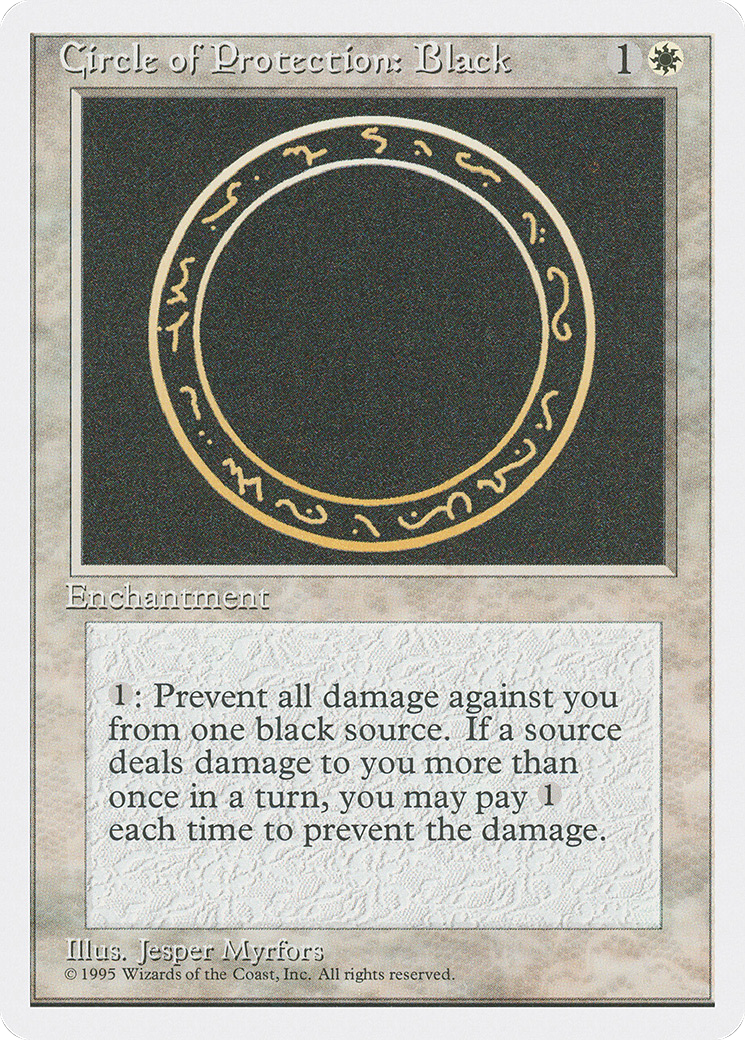 Circle of Protection: Black 1
Enchantment
1: Prevent all damage against you
from one black source. If a source
deals damage to you more than
once in a turn, you may pay 1
each time to prevent the damage.
Illus. Jesper Myrfors
© 1995 Wizards of the Coast, Inc. All rights reserved.